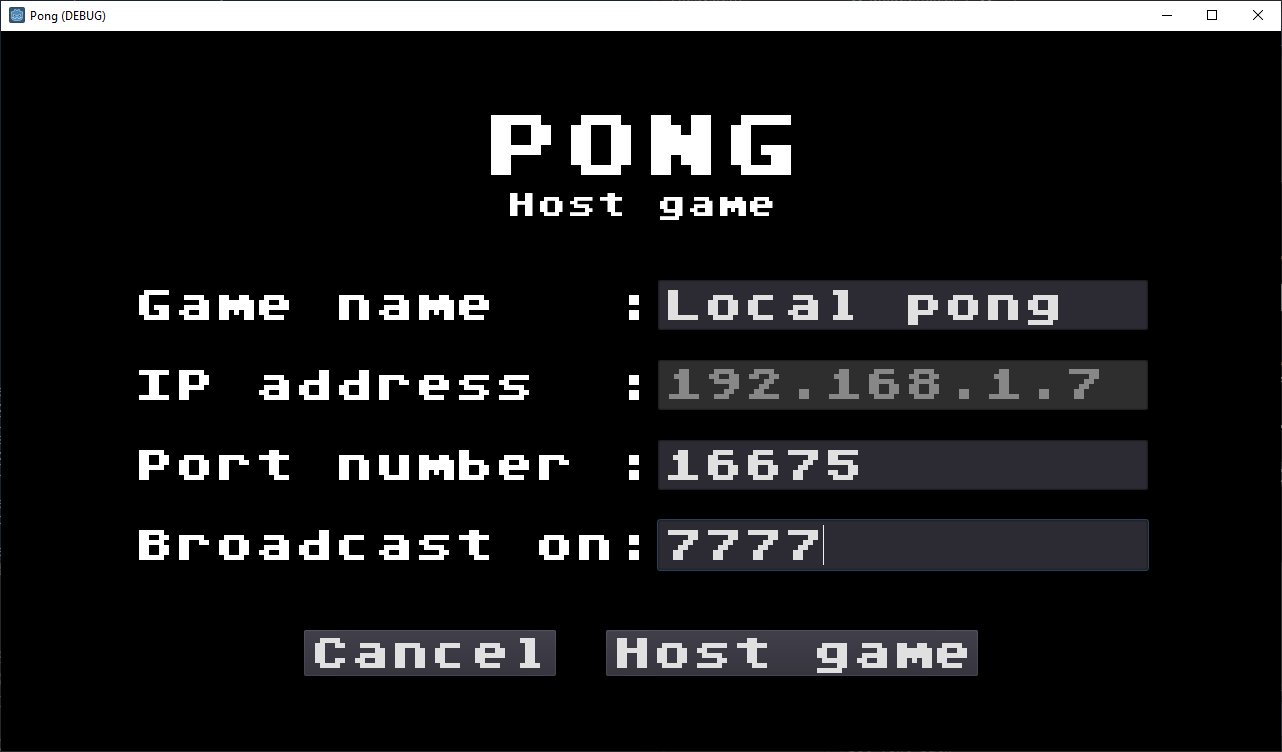 Pong (DEBUG)
PONG
Host game
Game name : Local pong
IP address : 192.168.1.7
Port number : 16675
Broadcast on: 7777
Cancel Host game